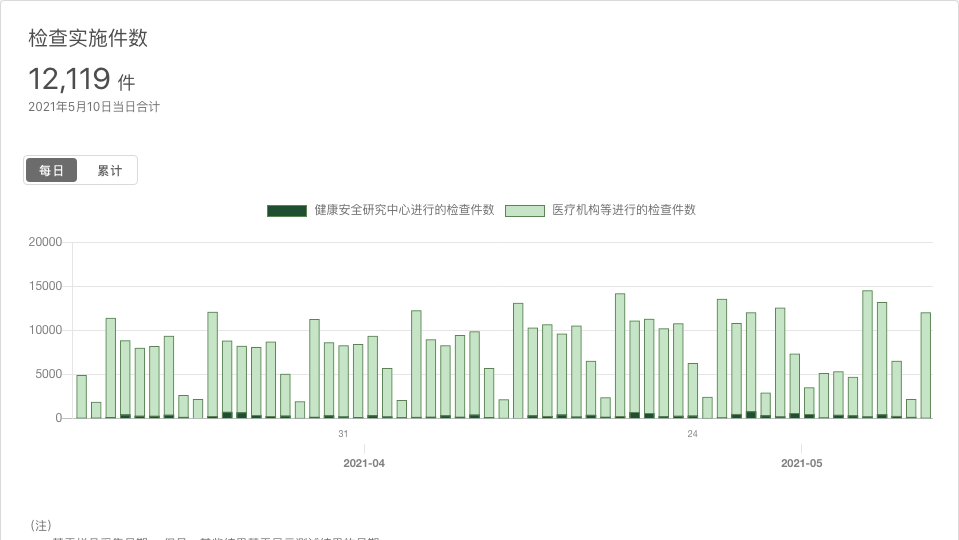 检查实施件数
12,119 件
2021年5月10日当日合计
每日 累计
健康安全研究中心进行的检查件数 医疗机构等进行的检查件数
20000
15000
10000
5000
0
31 24
2021-04 2021-05
(注)